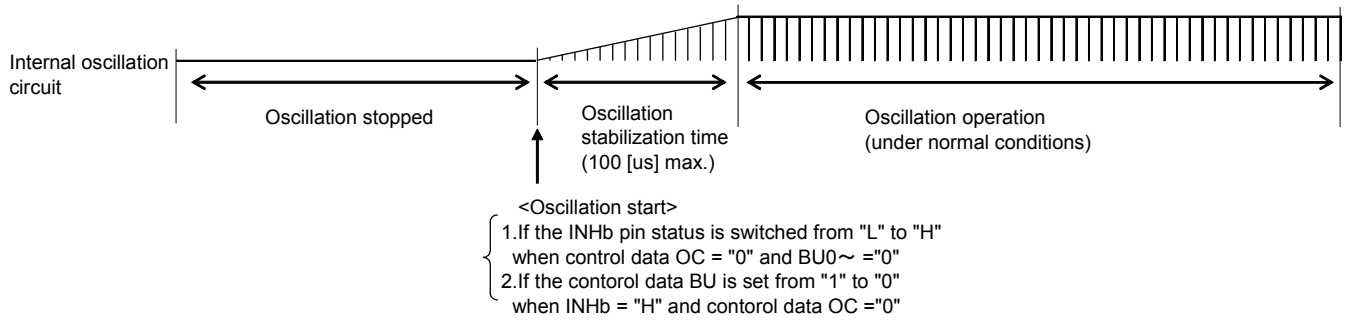 Internal oscillation
circuit
Oscillation stopped
Oscillation
stabilization time
(100 [us] max.)
Oscillation operation
(under normal conditions)
<Oscillation start>
1.If the INHb pin status is switched from "L" to "H"
when control data OC = "0" and BU0～ ="0"
2.If the contorol data BU is set from "1" to "0"
when INHb = "H" and contorol data OC ="0"